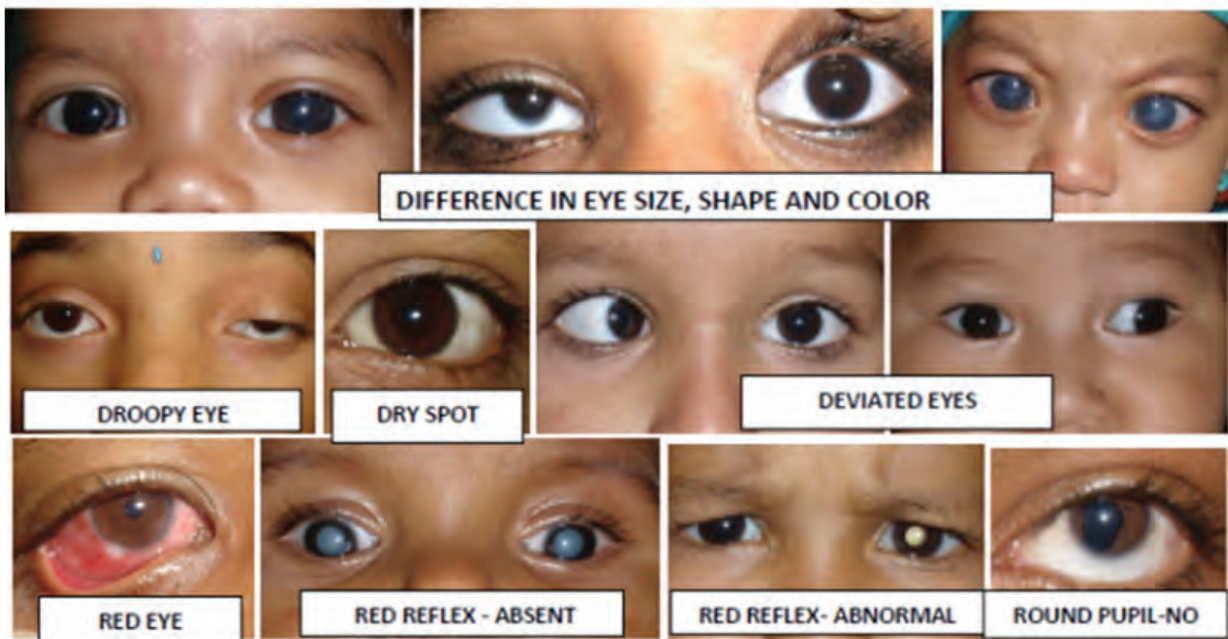 DIFFERENCE IN EYE SIZE, SHAPE AND COLOR
DROOPY EYE
DRY SPOT
DEVIATED EYES
RED EYE
RED REFLEX - ABSENT
RED REFLEX- ABNORMAL
ROUND PUPIL-NO